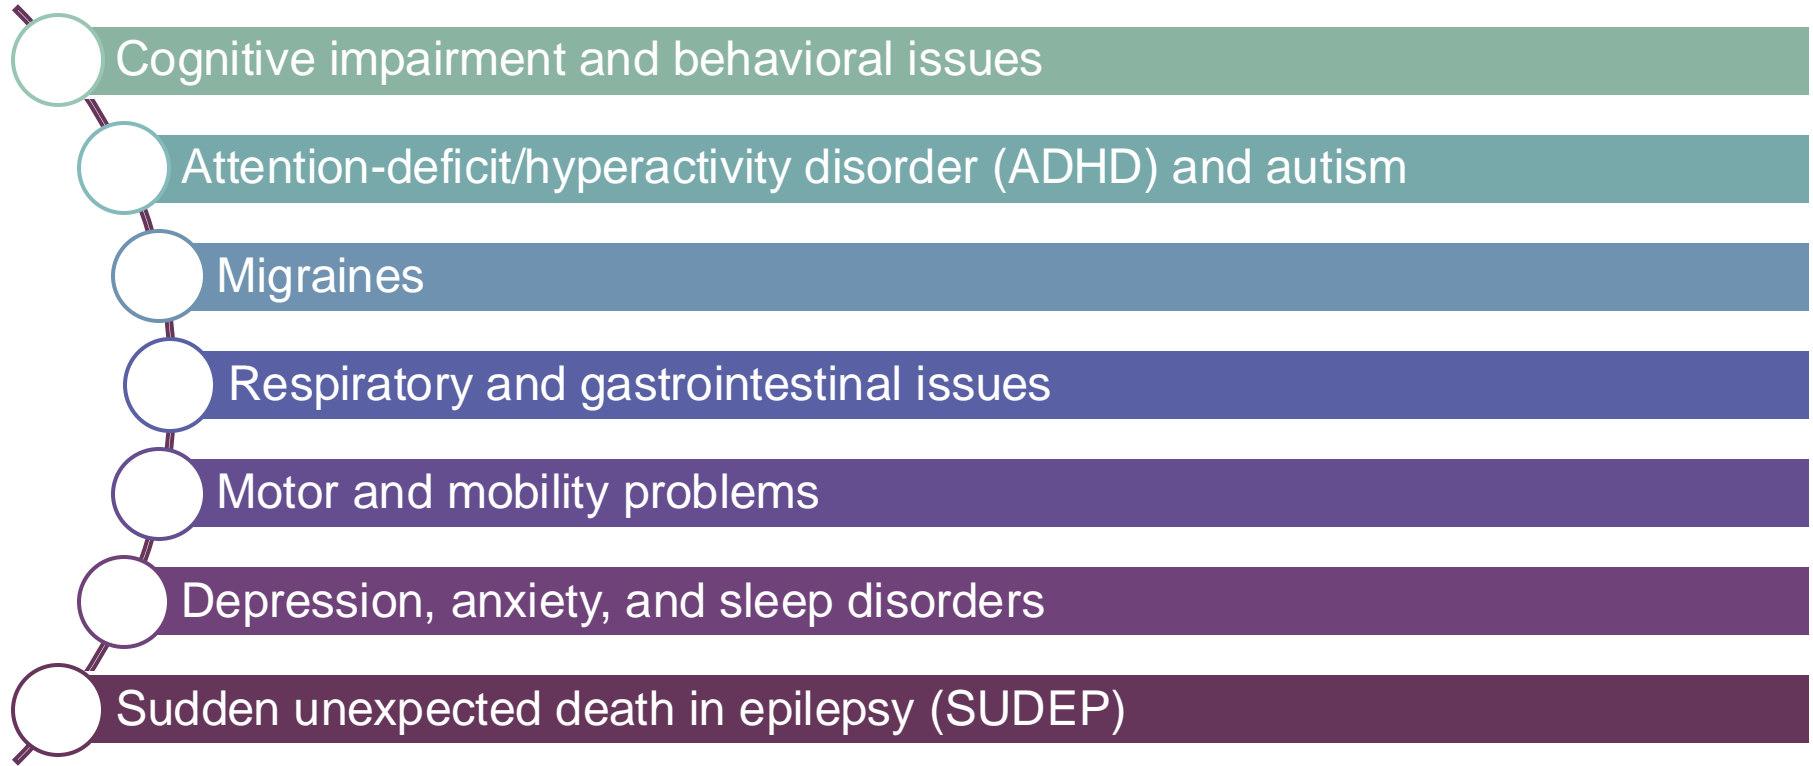 Cognitive impairment and behavioral issues
Attention-deficit/hyperactivity disorder (ADHD) and autism
Migraines
Respiratory and gastrointestinal issues
Motor and mobility problems
Depression, anxiety, and sleep disorders
Sudden unexpected death in epilepsy (SUDEP)